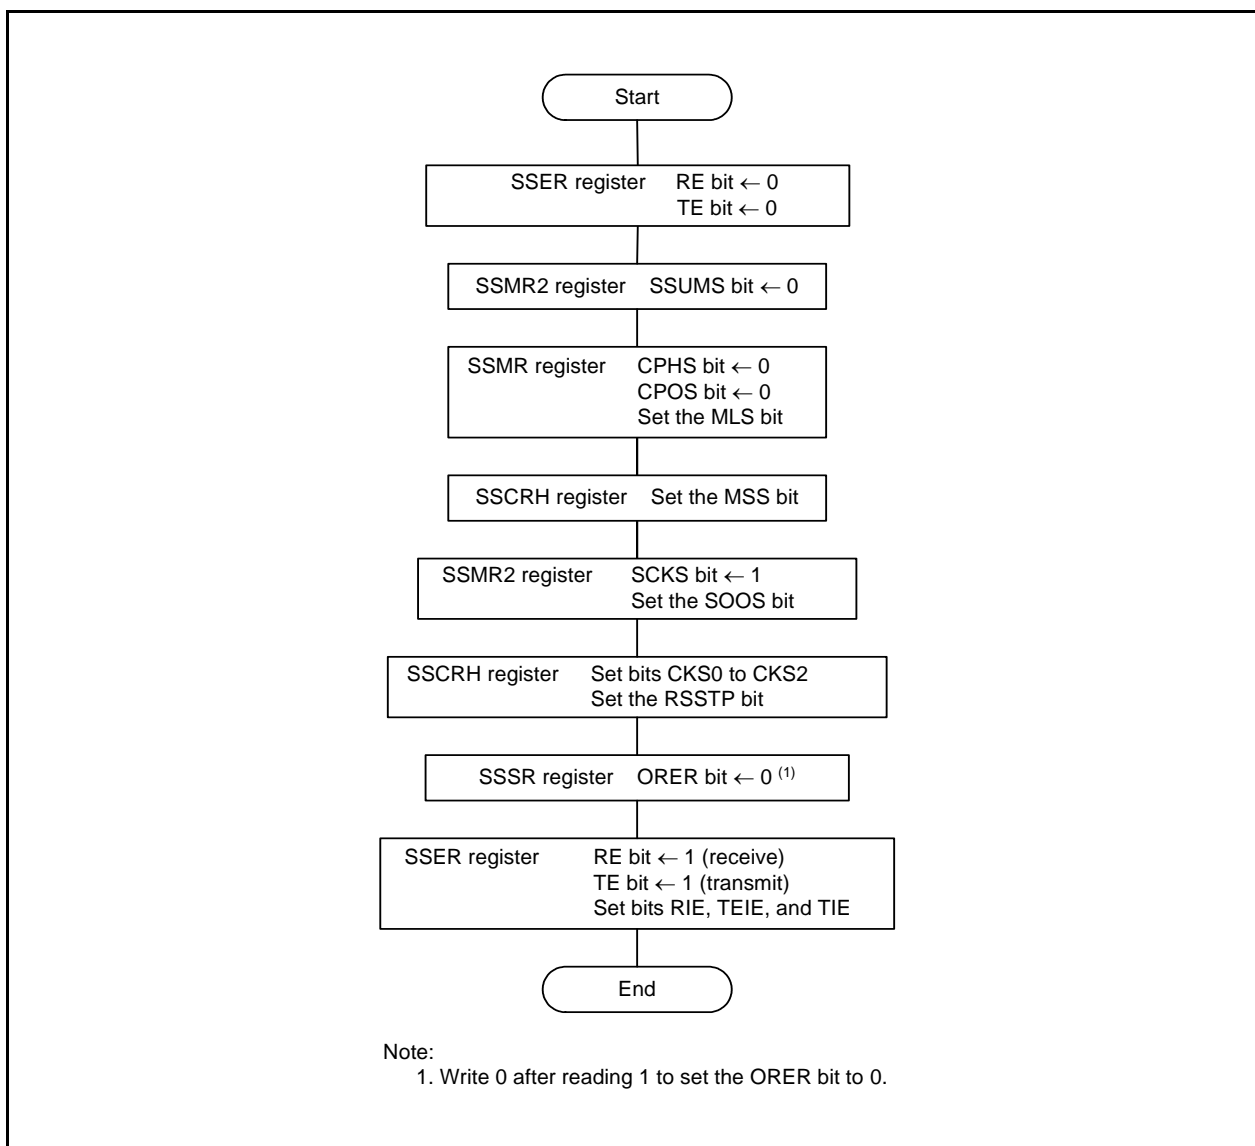 Start
SSER register RE bit ← 0
TE bit ← 0
SSMR2 register SSUMS bit ← 0
SSMR register CPHS bit ← 0
CPOS bit ← 0
Set the MLS bit
SSCRH register Set the MSS bit
SSMR2 register SCKS bit ← 1
Set the SOOS bit
SSCRH register Set bits CKS0 to CKS2
Set the RSSTP bit
SSSR register ORER bit ← 0 (1)
SSER register RE bit ← 1 (receive)
TE bit ← 1 (transmit)
Set bits RIE, TEIE, and TIE
End
Note:
1. Write 0 after reading 1 to set the ORER bit to 0.